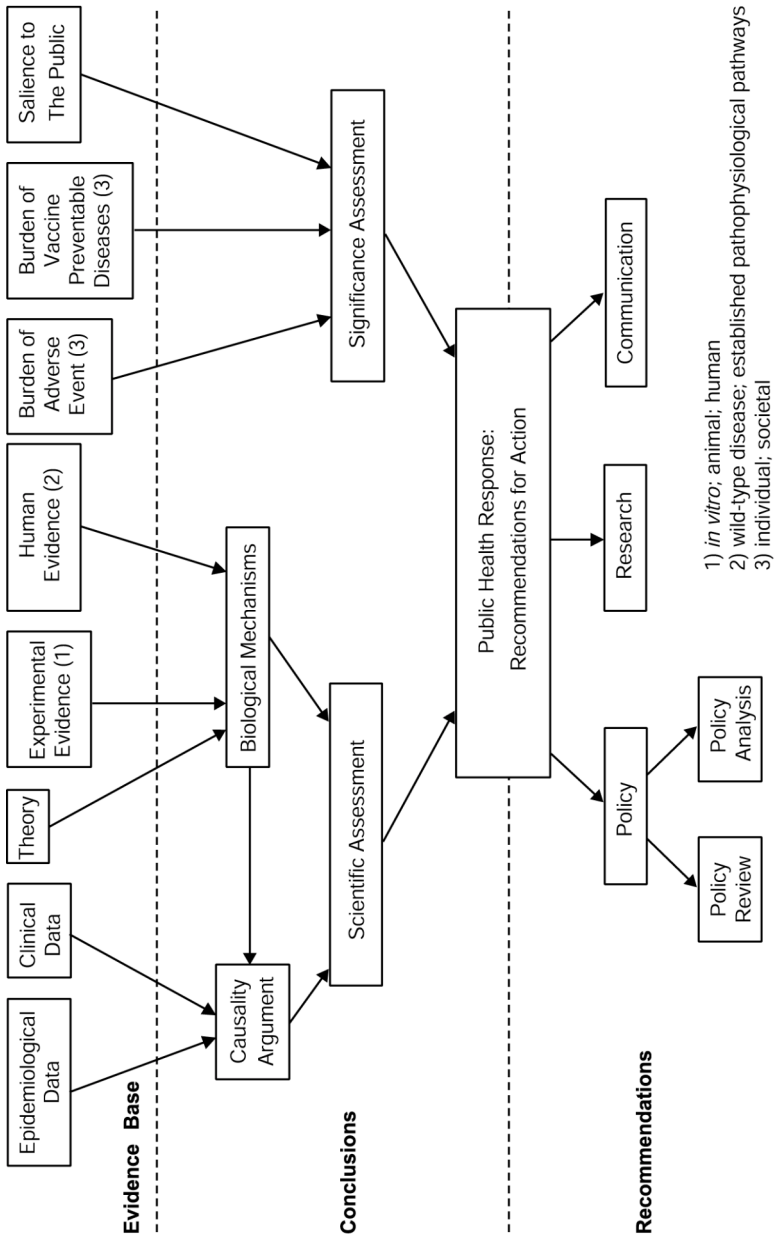 Epidemiological
Data
Clinical
Data
Theory
Experimental
Evidence (1)
Human
Evidence (2)
Burden of
Adverse
Event (3)
Burden of
Vaccine
Preventable
Diseases (3)
Salience to
The Public
Evidence Base
Causality
Argument
Biological Mechanisms
Conclusions
Scientific Assessment
Significance Assessment
Public Health Response:
Recommendations for Action
Recommendations
Policy
Research
Communication
Policy
Review
Policy
Analysis
1) in vitro; animal; human
2) wild-type disease; established pathophysiological pathways
3) individual; societal